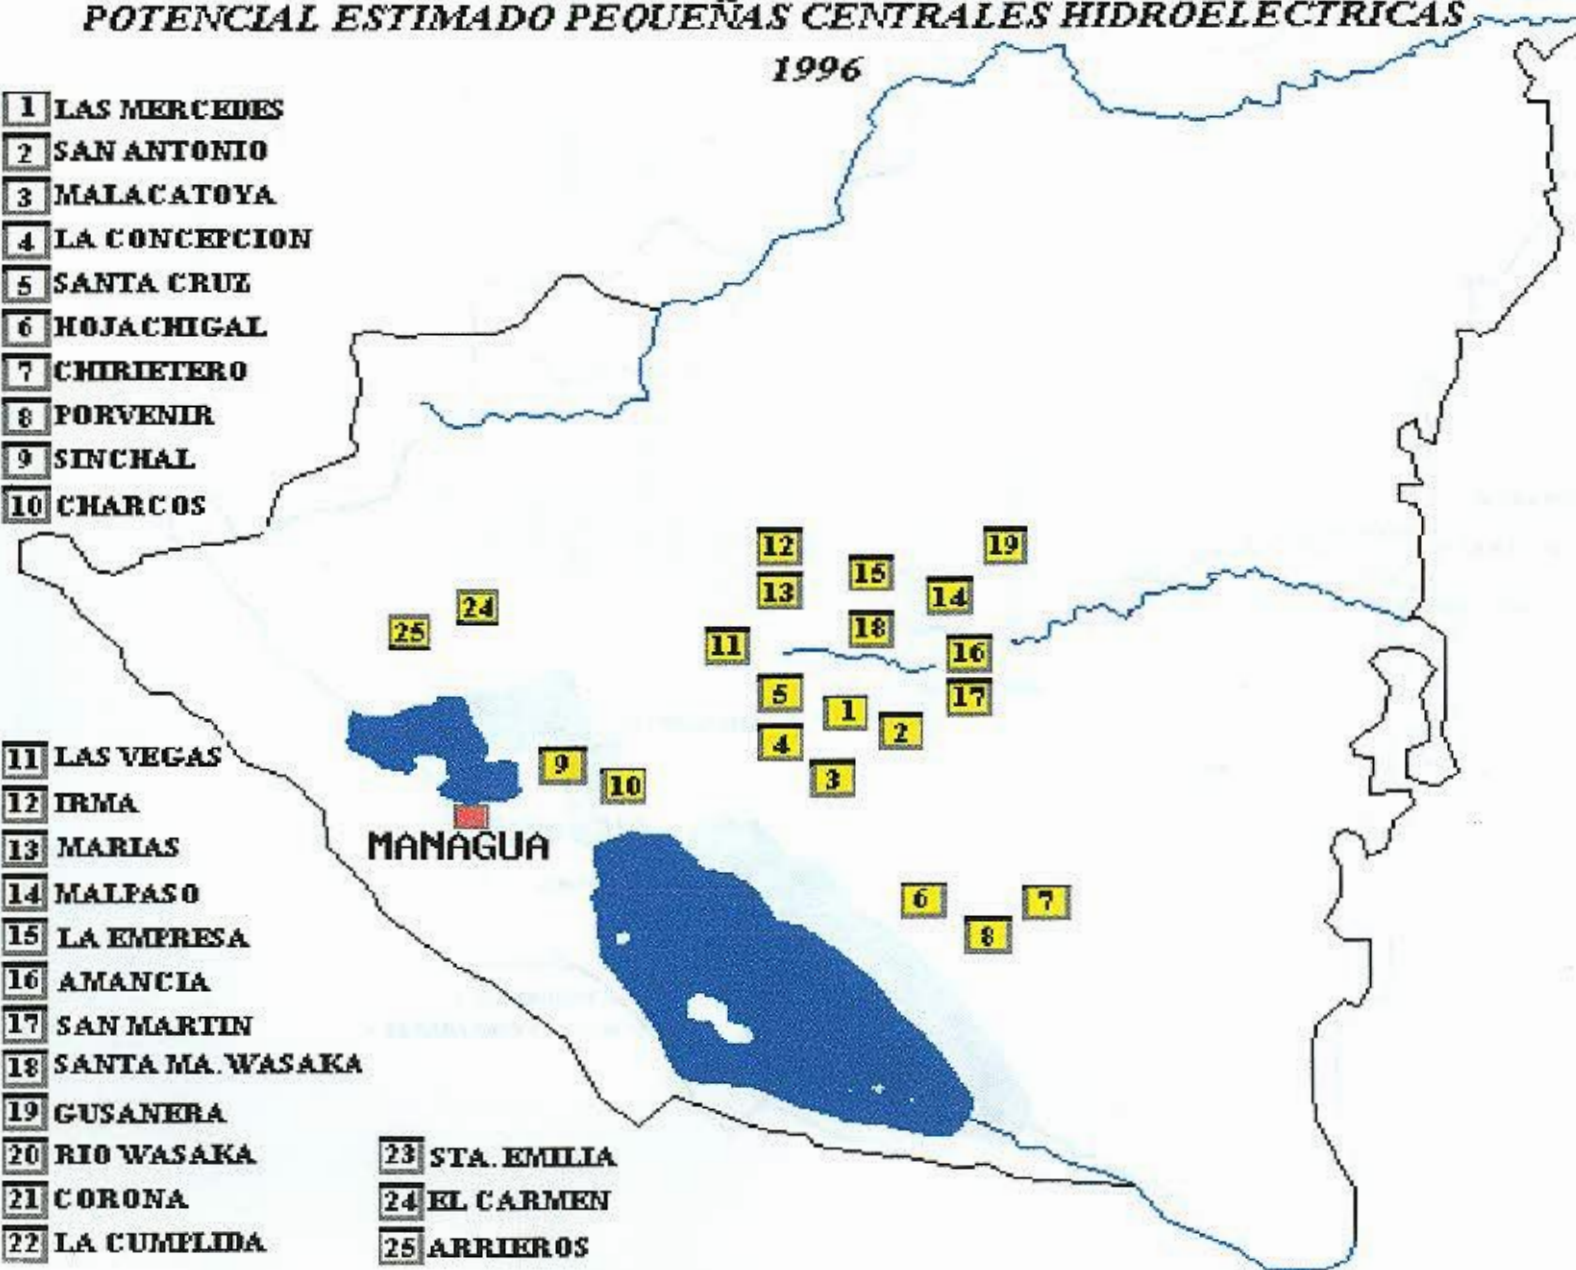 POTENCIAL ESTIMADO PEQUEÑAS CENTRALES HIDROELECTRICAS
1996
1 LAS MERCEDES
2 SAN ANTONIO
3 MALACATOYA
4 LA CONCEPCION
5 SANTA CRUZ
6 HOJACHIGAL
7 CHIRIETERO
8 PORVENIR
9 SINCHAL
10 CHARCOS
12
19
15
13
14
24
25
18
11
16
5
17
1
2
4
9
3
10
MANAGUA
6
7
8
11 LAS VEGAS
12 IRMA
13 MARIAS
14 MALPASO
15 LA EMPRESA
16 AMANCIA
17 SAN MARTIN
18 SANTA MA. WASAKA
19 GUSANERA
20 RIO WASAKA
21 CORONA
22 LA CUMPLIDA
23 STA. EMILIA
24 EL CARMEN
25 ARRIEROS